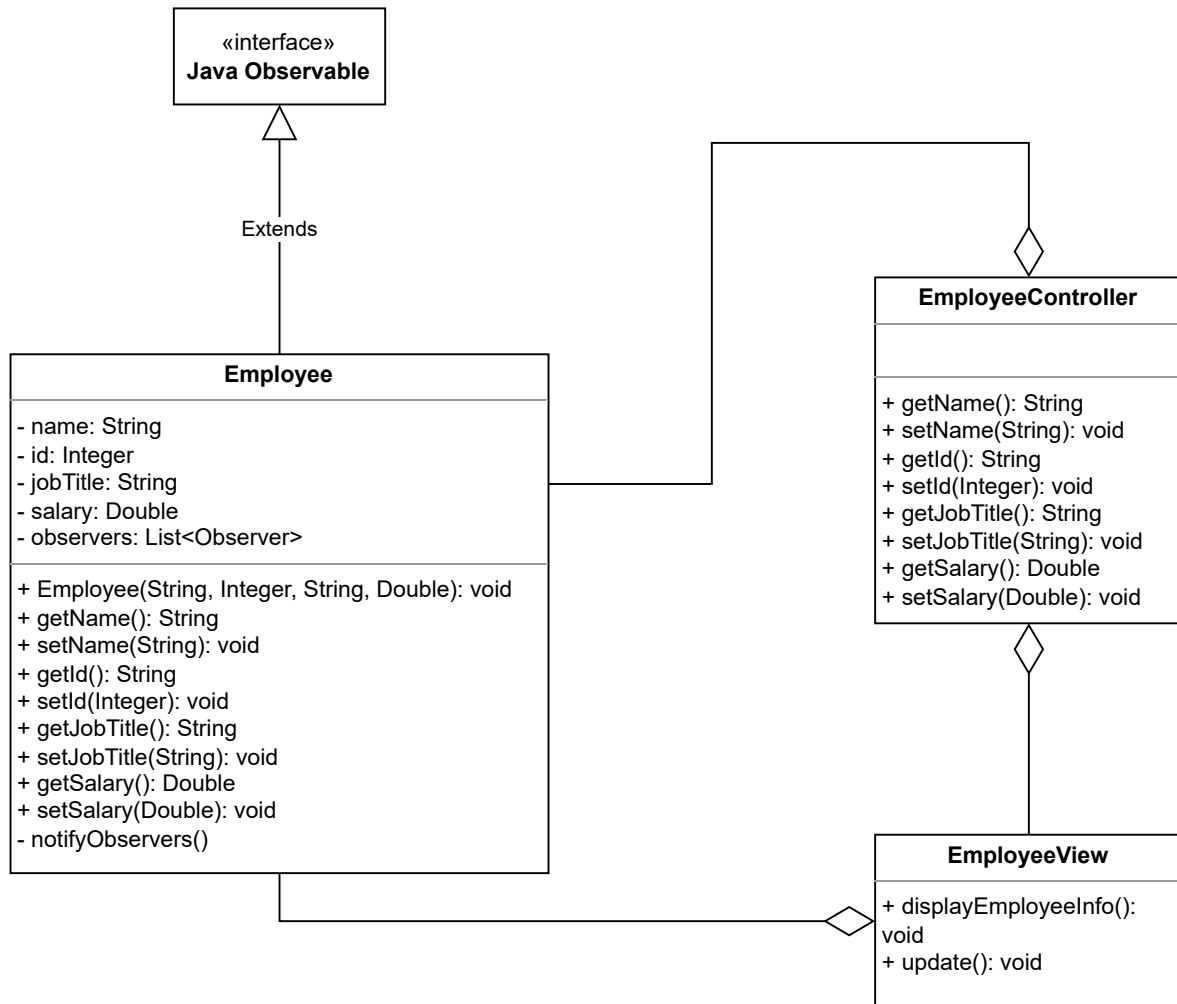 «interface»
Java Observable
Extends
Employee
- name: String
- id: Integer
- jobTitle: String
- salary: Double
- observers: List<Observer>
+ Employee(String, Integer, String, Double): void
+ getName(): String
+ setName(String): void
+ getId(): String
+ setId(Integer): void
+ getJobTitle(): String
+ setJobTitle(String): void
+ getSalary(): Double
+ setSalary(Double): void
- notifyObservers()
EmployeeController
+ getName(): String
+ setName(String): void
+ getId(): String
+ setId(Integer): void
+ getJobTitle(): String
+ setJobTitle(String): void
+ getSalary(): Double
+ setSalary(Double): void
EmployeeView
+ displayEmployeeInfo():
void
+ update(): void